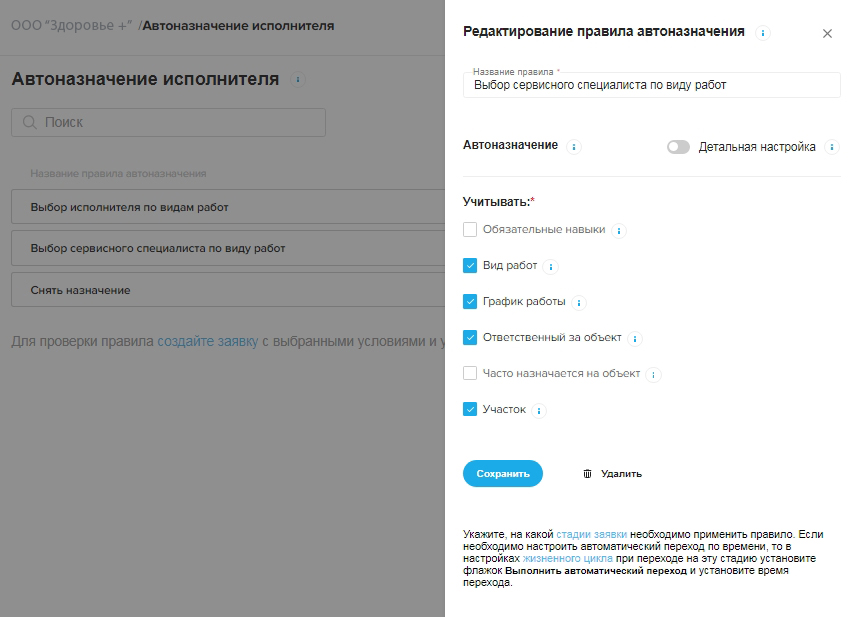 ООО "Здоровье +" /Автоназначение исполнителя
Автоназначение исполнителя
Поиск
Название правила автоназначения
Выбор исполнителя по видам работ
Выбор сервисного специалиста по виду работ
Снять назначение
Для проверки правила создайте заявку с выбранными условиями и у
Редактирование правила автоназначения
Название правила *
Выбор сервисного специалиста по виду работ
Автоназначение
Детальная настройка
Учитывать:*
Обязательные навыки
Вид работ
График работы
Ответственный за объект
Часто назначается на объект
Участок
Сохранить
Удалить
Укажите, на какой стадии заявки необходимо применить правило. Если
необходимо настроить автоматический переход по времени, то в
настройках жизненного цикла при переходе на эту стадию установите
флажок Выполнить автоматический переход и установите время
перехода.